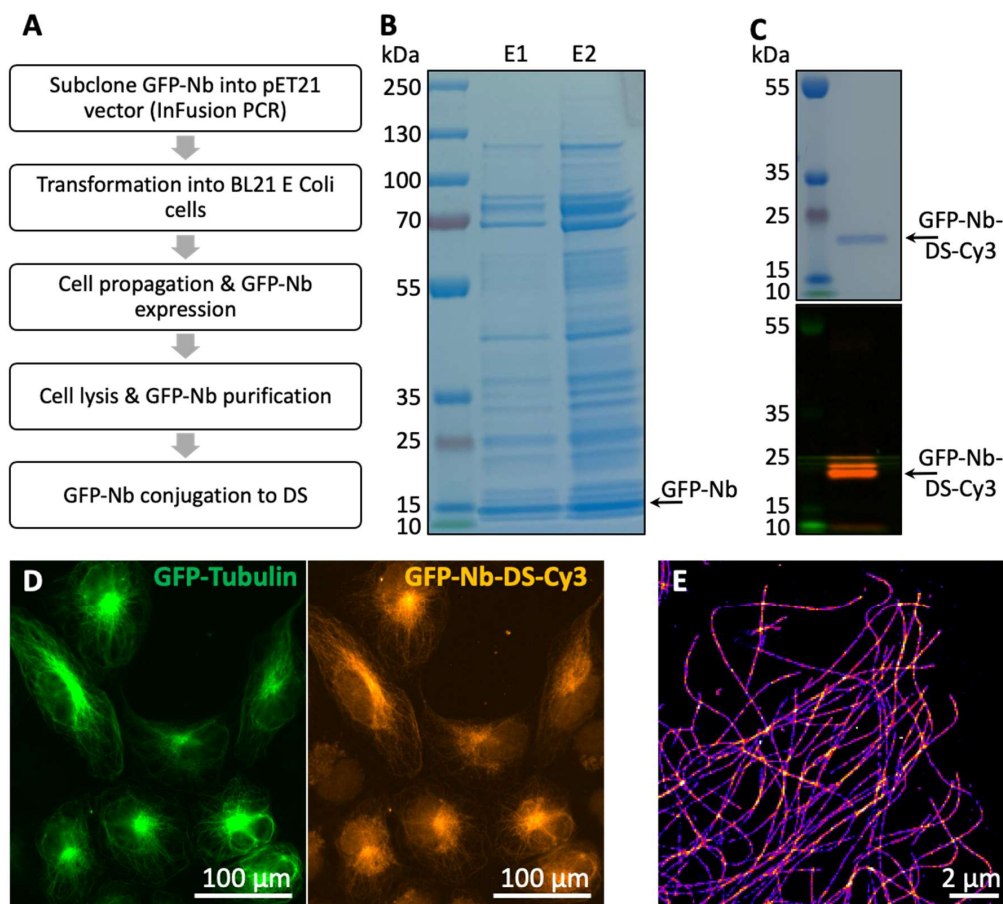 A
Subclone GFP-Nb into pET21
vector (InFusion PCR)
Transformation into BL21 E Coli
cells
Cell propagation & GFP-Nb
expression
Cell lysis & GFP-Nb purification
GFP-Nb conjugation to DS
B
kDa
E1
E2
250
130
100
70
55
35
25
15
10
GFP-Nb
C
kDa
55
35
25
15
10
GFP-Nb-
DS-Cy3
55
35
25
15
10
GFP-Nb-
DS-Cy3
D
GFP-Tubulin
100 µm
GFP-Nb-DS-Cy3
100 µm
E
2 µm